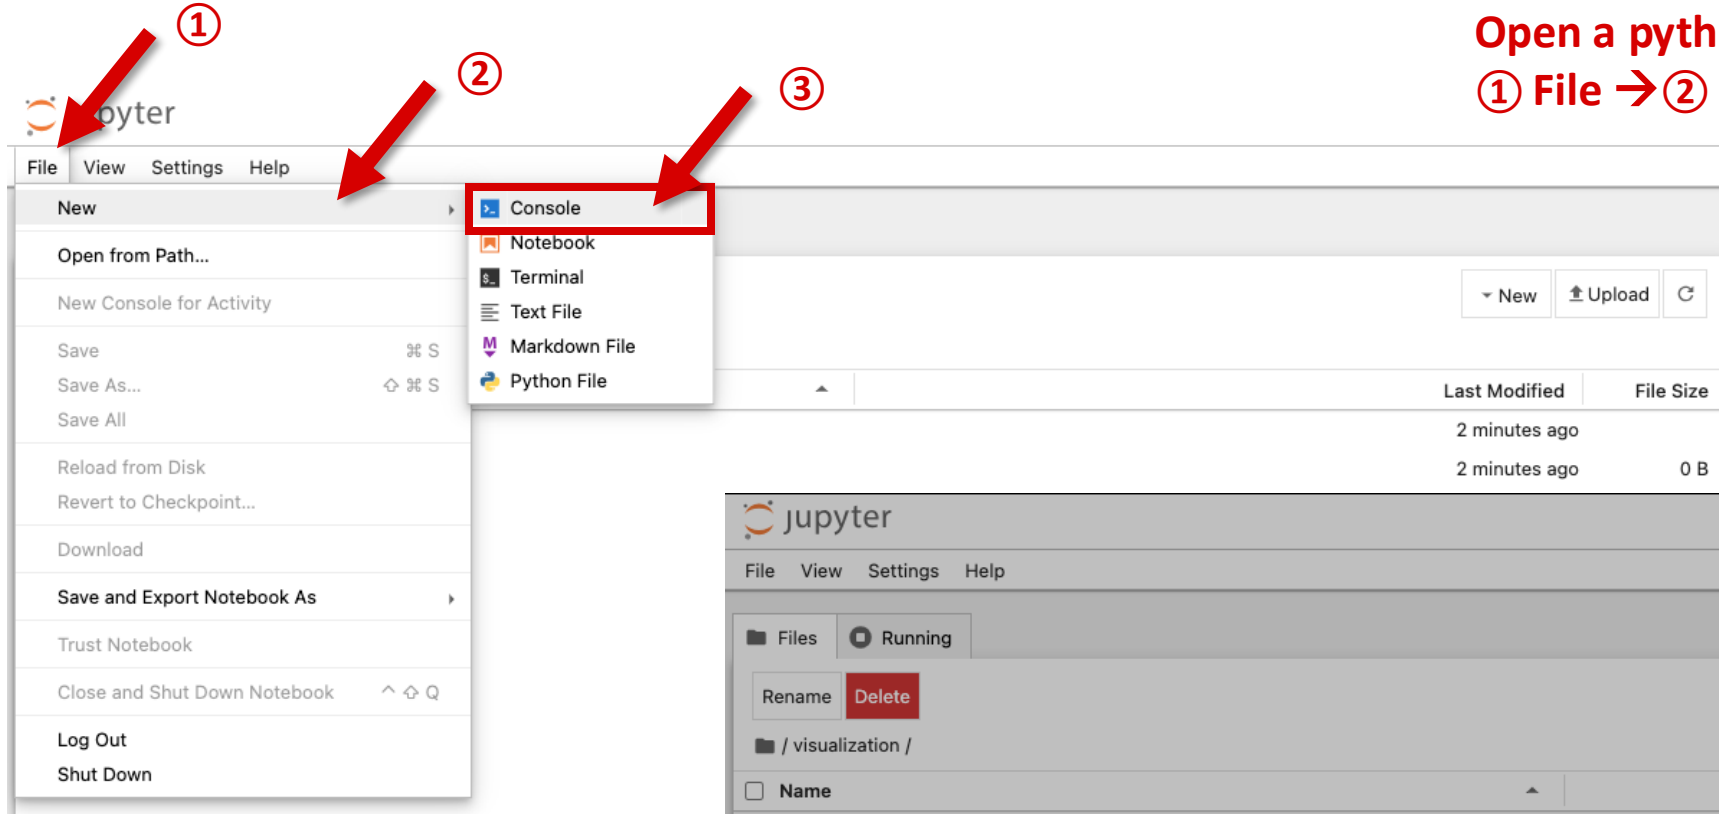 ①
②
③
Open a pyth
① File → ②
pyter
File View Settings Help
New
Open from Path...
New Console for Activity
Save ⌘ S
Save As... ⇧ ⌘ S
Save All
Reload from Disk
Revert to Checkpoint...
Download
Save and Export Notebook As
Trust Notebook
Close and Shut Down Notebook ^ ⇧ Q
Log Out
Shut Down
Console
Notebook
Terminal
Text File
Markdown File
Python File
New Upload
Last Modified File Size
2 minutes ago
2 minutes ago 0 B
jupyter
File View Settings Help
Files Running
Rename Delete
/ visualization /
Name